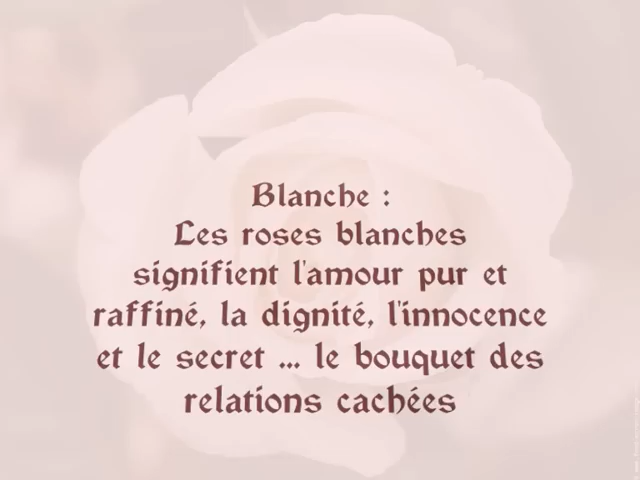 Blanche :
Les roses blanches
signifient l'amour pur et
raffiné, la dignité, l'innocence
et le secret ... le bouquet des
relations cachées